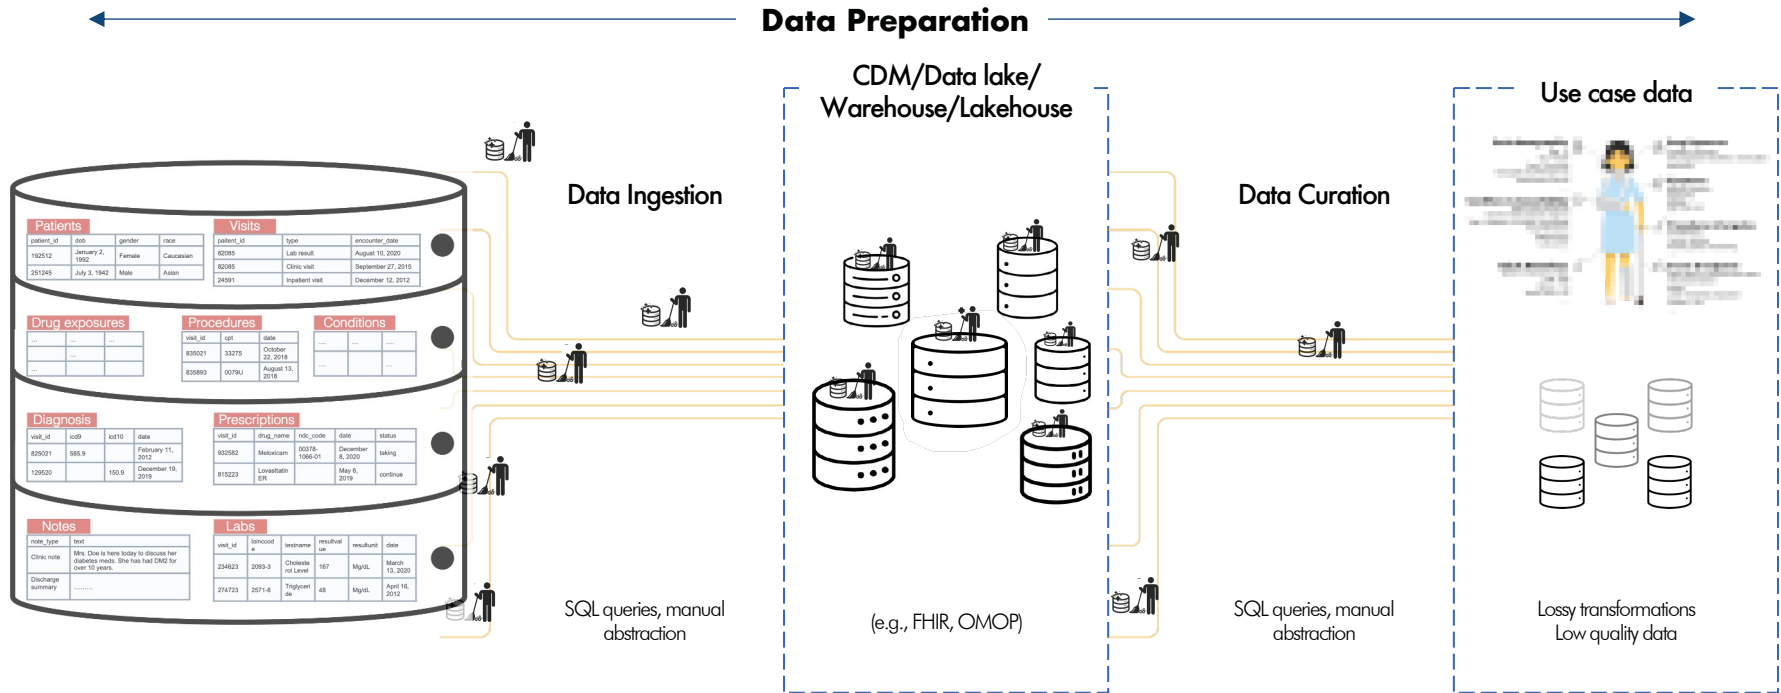 Data Preparation
CDM/Data lake/
Warehouse/Lakehouse
Use case data
Data Ingestion
Data Curation
Patients
patient_id dob gender race
192512 January 2, 1992 Female Caucasian
251245 July 3, 1942 Male Asian
Visits
paitent_id type encounter_date
82085 Lab result August 10, 2020
82085 Clinic visit September 27, 2015
24591 Inpatient visit December 12, 2012
Drug exposures
... ... ...
...
...
Procedures
visit_id cpt date
835021 33275 October 22, 2018
835893 0079U August 13, 2018
Conditions
.... ... .....
.... ...
Diagnosis
visit_id icd9 icd10 date
825021 585.9 February 11, 2012
129520 150.9 December 19, 2019
Prescriptions
visit_id drug_name ndc_code date status
932582 Meloxicam 00378-1066-01 December 8, 2020 taking
815223 Lovasttatin ER May 6, 2019 continue
Notes
note_type text
Clinic note Mrs. Doe is here today to discuss her diabetes meds. She has had DM2 for over 10 years.
Discharge summary .........
Labs
visit_id loinccode testname resultvalue resultunit date
234623 2093-3 Cholesterol Level 167 Mg/dL March 13, 2020
274723 2571-8 Triglyceride 48 Mg/dL April 16, 2012
SQL queries, manual
abstraction
(e.g., FHIR, OMOP)
SQL queries, manual
abstraction
Lossy transformations
Low quality data